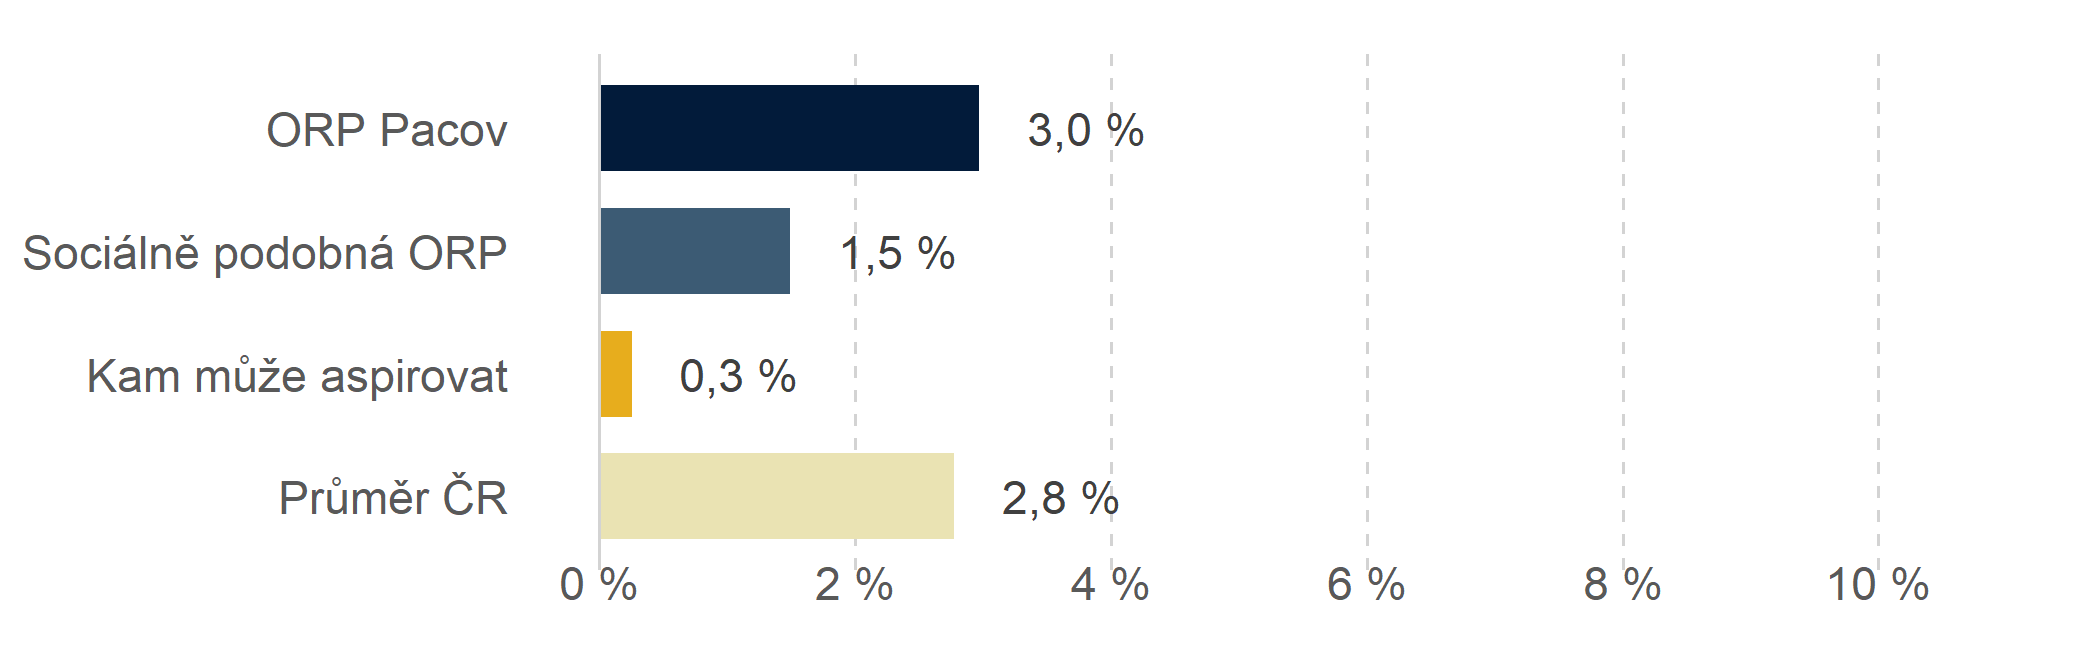 ORP Pacov 3,0 %
Sociálně podobná ORP 1,5 %
Kam může aspirovat 0,3 %
Průměr ČR 2,8 %
0 % 2 % 4 % 6 % 8 % 10 %